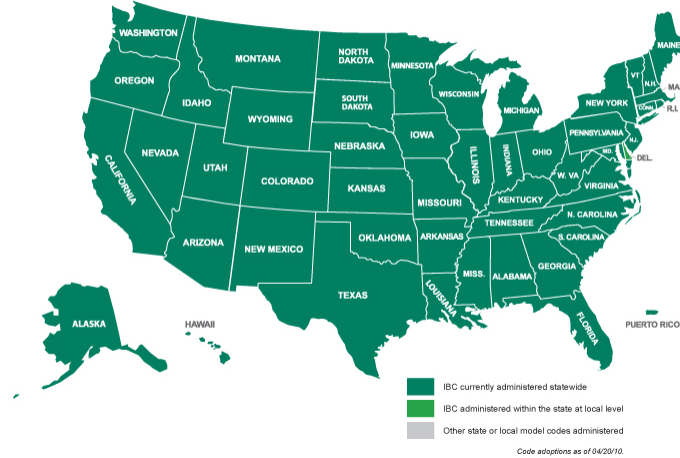 WASHINGTON
OREGON
CALIFORNIA
IDAHO
NEVADA
UTAH
ARIZONA
MONTANA
WYOMING
COLORADO
NEW MEXICO
NORTH
DAKOTA
SOUTH
DAKOTA
NEBRASKA
KANSAS
OKLAHOMA
TEXAS
MINNESOTA
IOWA
MISSOURI
ARKANSAS
LOUISIANA
WISCONSIN
ILLINOIS
MICHIGAN
INDIANA
OHIO
KENTUCKY
TENNESSEE
MISS.
ALABAMA
GEORGIA
FLORIDA
S. CAROLINA
N. CAROLINA
VIRGINIA
W. VA
MD.
DEL.
PENNSYLVANIA
N.J.
NEW YORK
CONN.
R.I.
MA
VT
N.H.
MAINE
ALASKA
HAWAII
PUERTO RICO
IBC currently administered statewide
IBC administered within the state at local level
Other state or local model codes administered
Code adoptions as of 04/20/10.